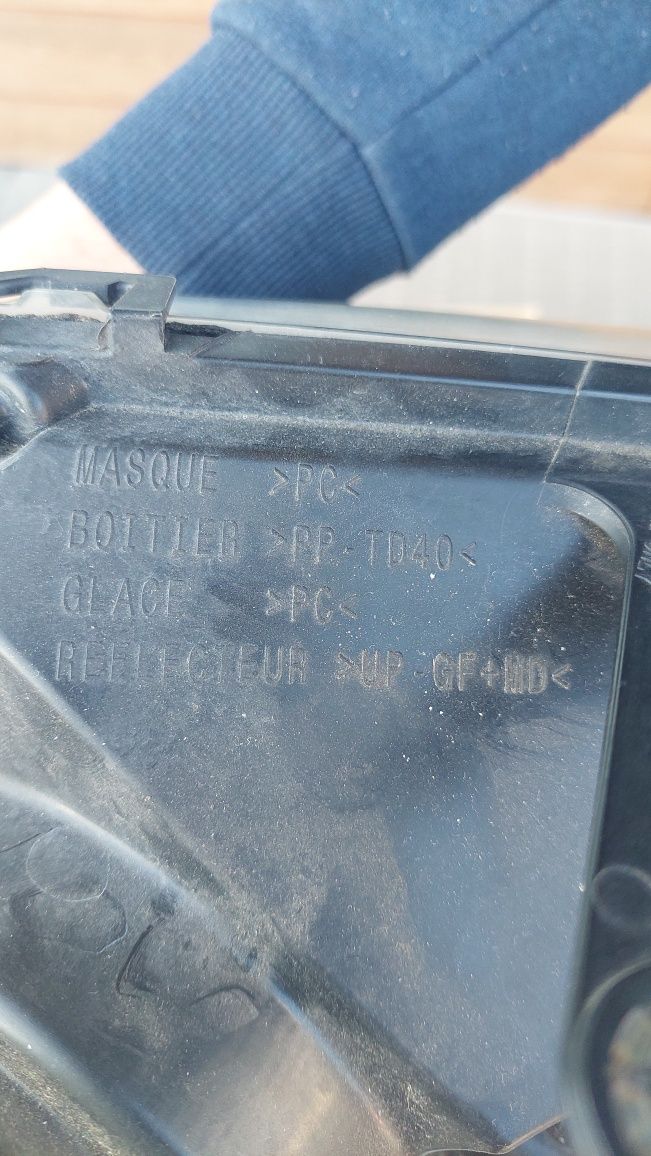 MASQUE >PC<
BOITIER >PP-TD40<
GLACE >PC<
REFLECTEUR >UP-GF+MD<